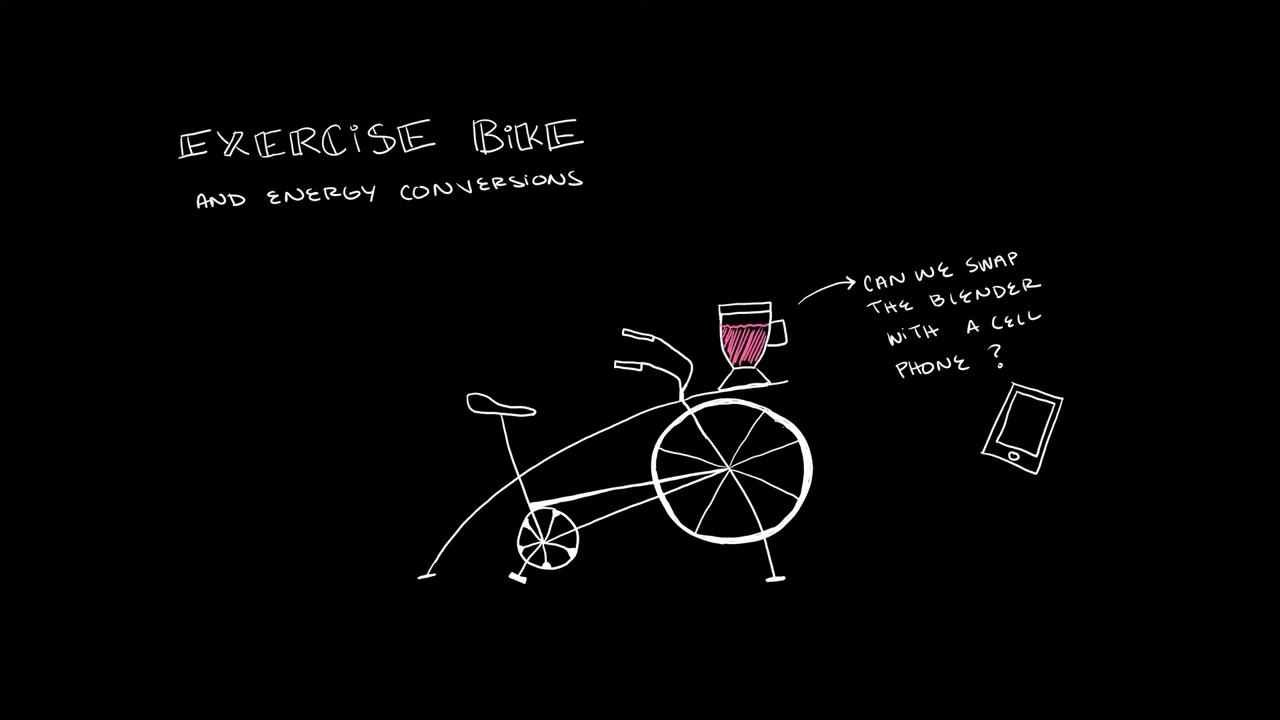 EXERCISE BIKE
AND ENERGY CONVERSIONS
CAN WE SWAP
THE BLENDER
WITH A CELL
PHONE ?